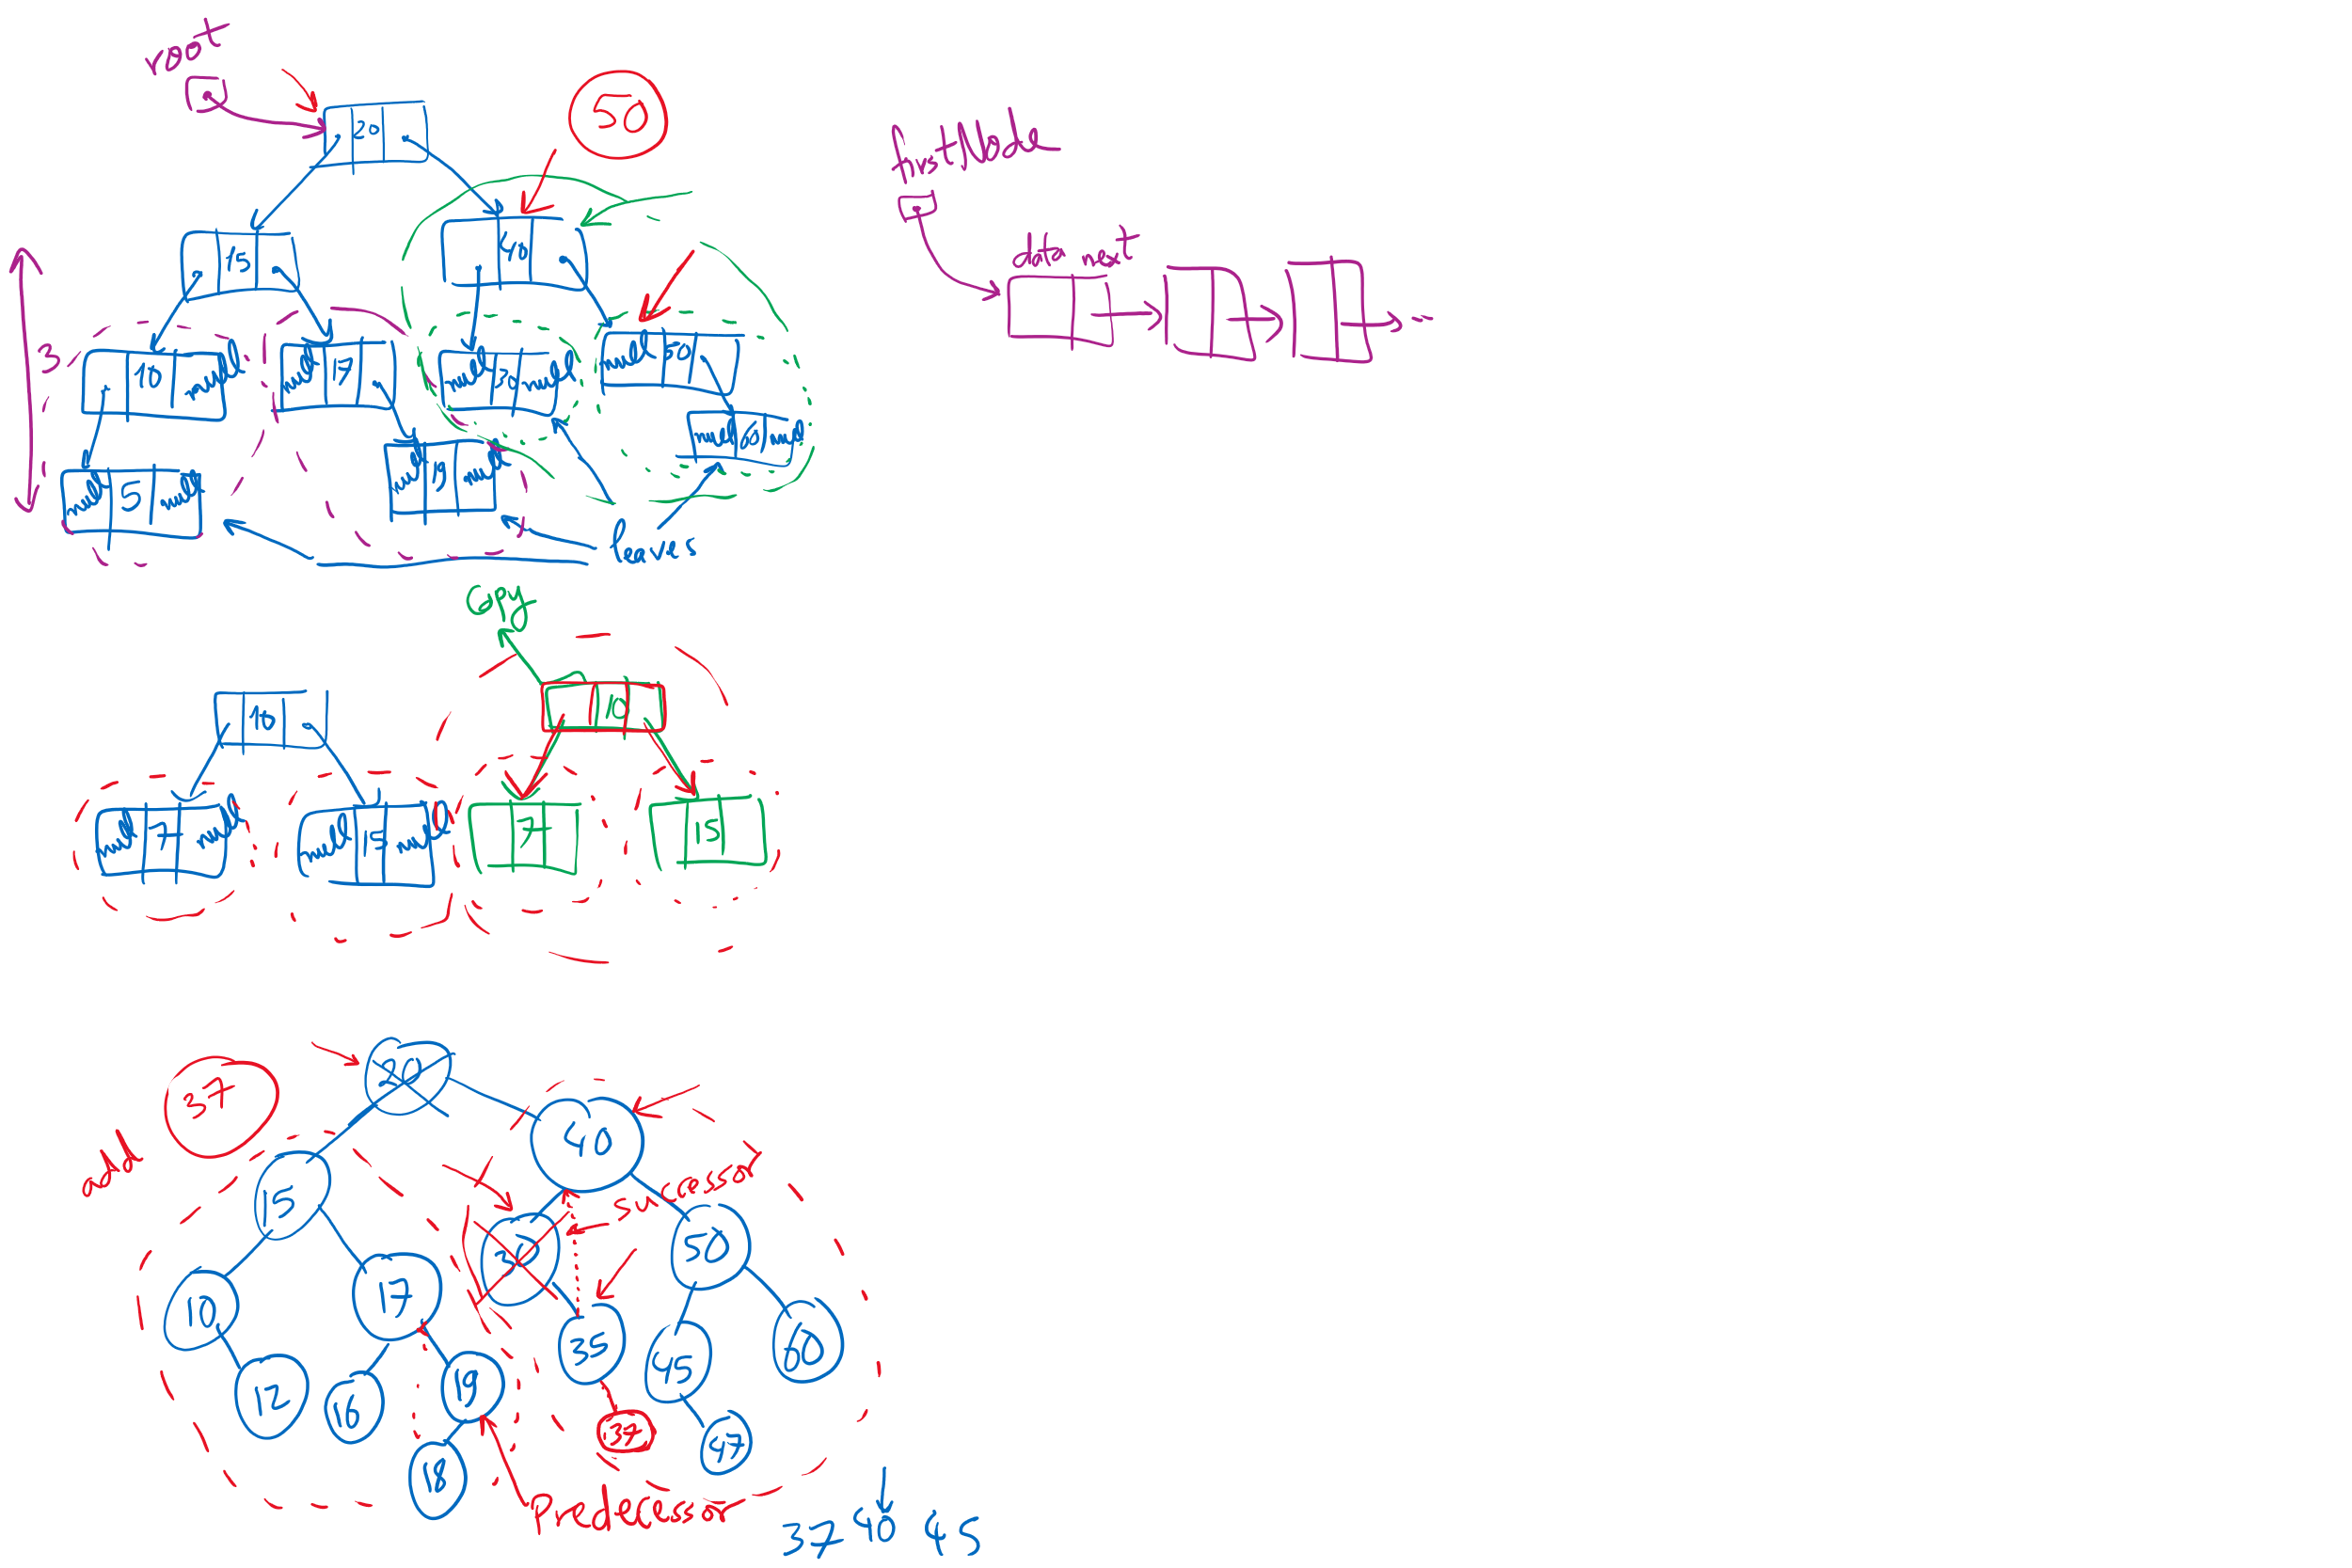 root
20
50
firstNode
15
40
data next
3
10 null
null 17
null 30 null
null 50
null 60 null
null 5 null
null 19 null
leaves
copy
10
10
null 7 null
null 13 null
7
13
20
37
add
40
15
successor
30
50
10
17
35
45
60
12
16
19
37
47
18
Predecessor
37 40 45